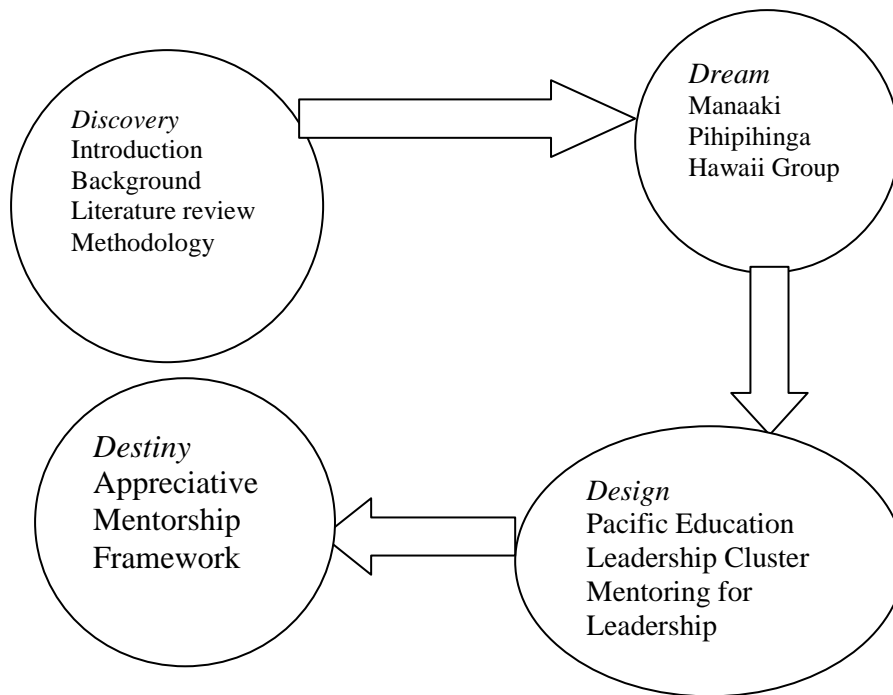 Discovery
Introduction
Background
Literature review
Methodology
Dream
Manaaki
Pihipihinga
Hawaii Group
Design
Pacific Education
Leadership Cluster
Mentoring for
Leadership
Destiny
Appreciative
Mentorship
Framework